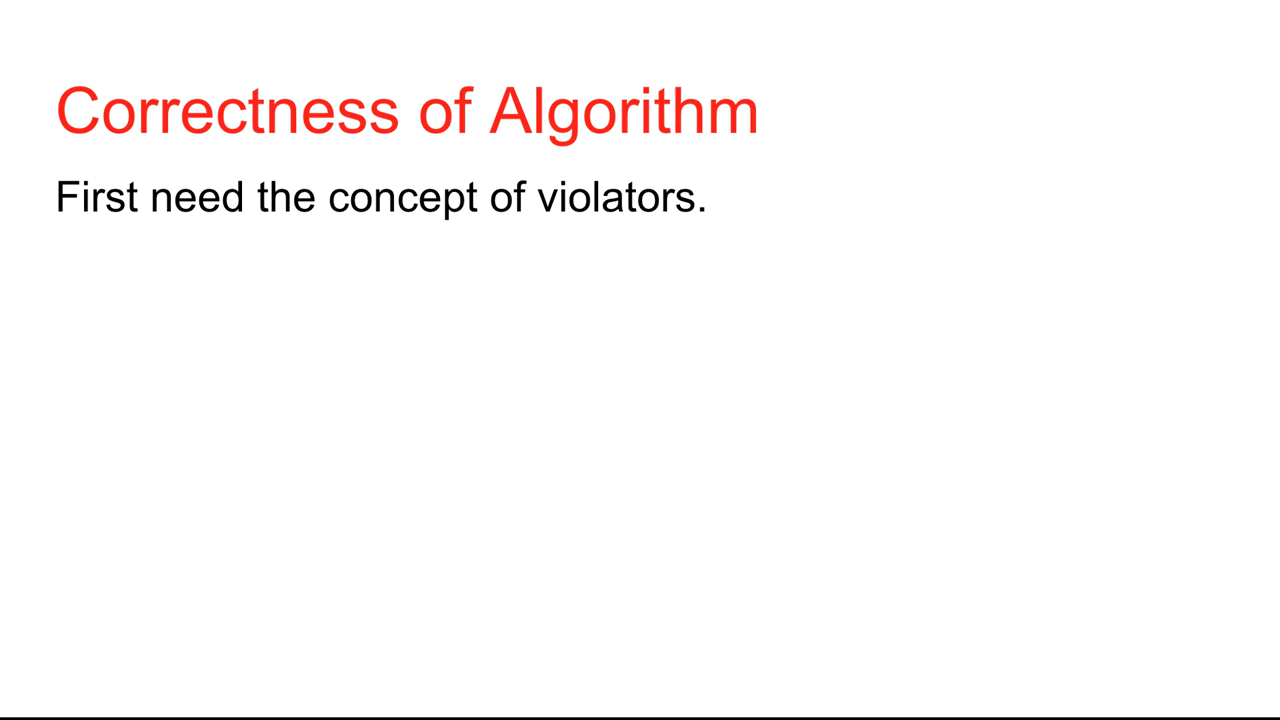 Correctness of Algorithm
First need the concept of violators.